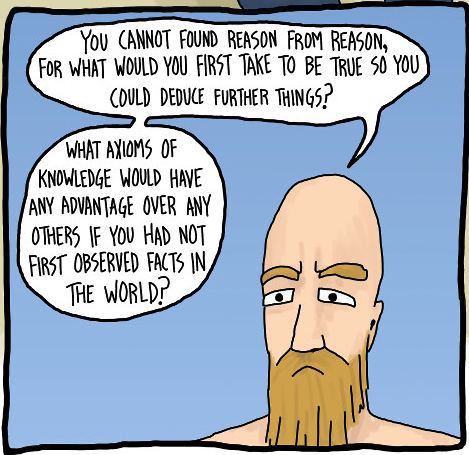 YOU CANNOT FOUND REASON FROM REASON,
FOR WHAT WOULD YOU FIRST TAKE TO BE TRUE SO YOU
COULD DEDUCE FURTHER THINGS?
WHAT AXIOMS OF
KNOWLEDGE WOULD HAVE
ANY ADVANTAGE OVER ANY
OTHERS IF YOU HAD NOT
FIRST OBSERVED FACTS IN
THE WORLD?